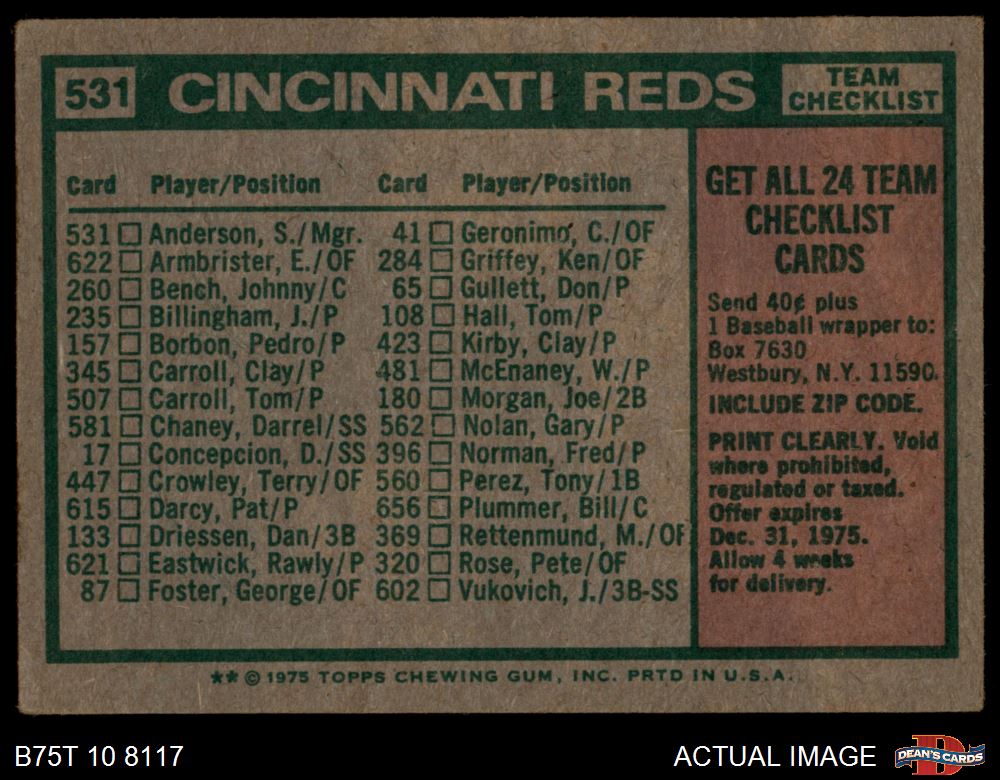 531 CINCINNATI REDS TEAM CHECKLIST
Card Player/Position
531 Anderson, S./Mgr.
622 Armbrister, E./OF
260 Bench, Johnny/C
235 Billingham, J./P
157 Borbon, Pedro/P
345 Carroll, Clay/P
507 Carroll, Tom/P
581 Chaney, Darrel/SS
17 Concepcion, D./SS
447 Crowley, Terry/OF
615 Darcy, Pat/P
133 Driessen, Dan/3B
621 Eastwick, Rawly/P
87 Foster, George/OF
Card Player/Position
41 Geronimo, C./OF
284 Griffey, Ken/OF
65 Gullett, Don/P
108 Hall, Tom/P
423 Kirby, Clay/P
481 McEnaney, W./P
180 Morgan, Joe/2B
562 Nolan, Gary/P
396 Norman, Fred/P
560 Perez, Tony/1B
656 Plummer, Bill/C
369 Rettenmund, M./OF
320 Rose, Pete/OF
602 Vukovich, J./3B-SS
GET ALL 24 TEAM
CHECKLIST
CARDS
Send 40¢ plus
1 Baseball wrapper to:
Box 7630
Westbury, N.Y. 11590.
INCLUDE ZIP CODE.
PRINT CLEARLY. Void
where prohibited,
regulated or taxed.
Offer expires
Dec. 31, 1975.
Allow 4 weeks
for delivery.
** © 1975 TOPPS CHEWING GUM, INC. PRTD IN U.S.A.
B75T 10 8117
ACTUAL IMAGE
DEAN'S CARDS